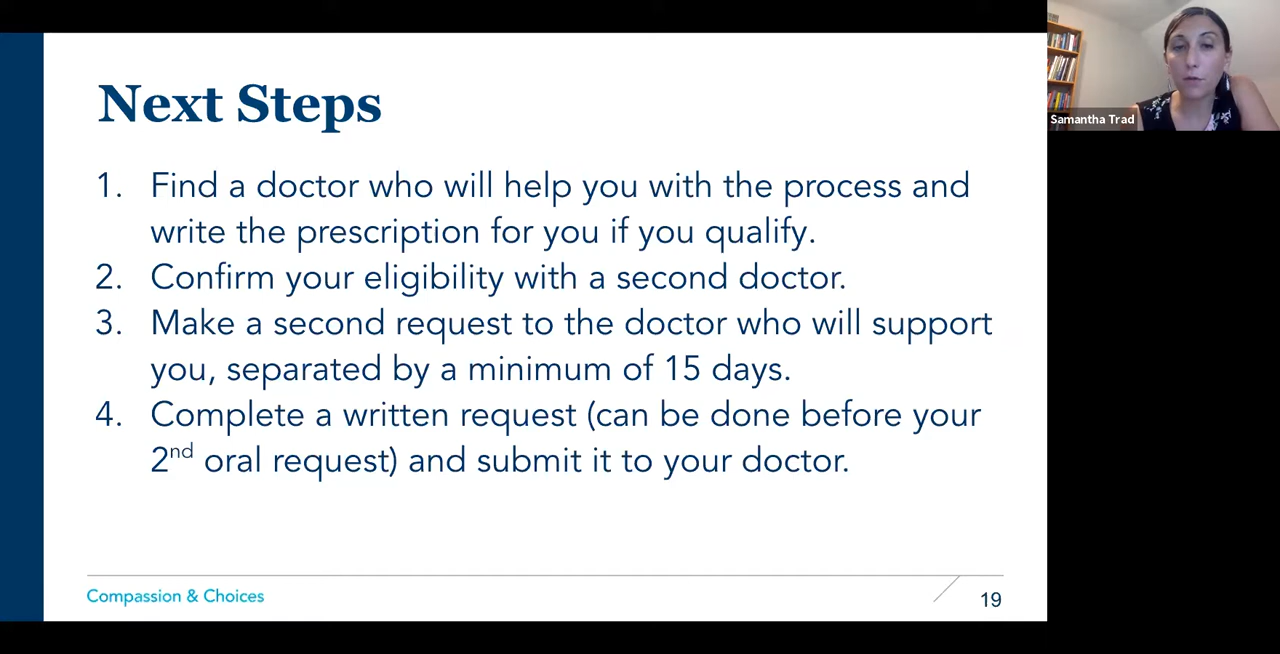 Next Steps
1. Find a doctor who will help you with the process and
write the prescription for you if you qualify.
2. Confirm your eligibility with a second doctor.
3. Make a second request to the doctor who will support
you, separated by a minimum of 15 days.
4. Complete a written request (can be done before your
2nd oral request) and submit it to your doctor.
Compassion & Choices
19
Samantha Trad